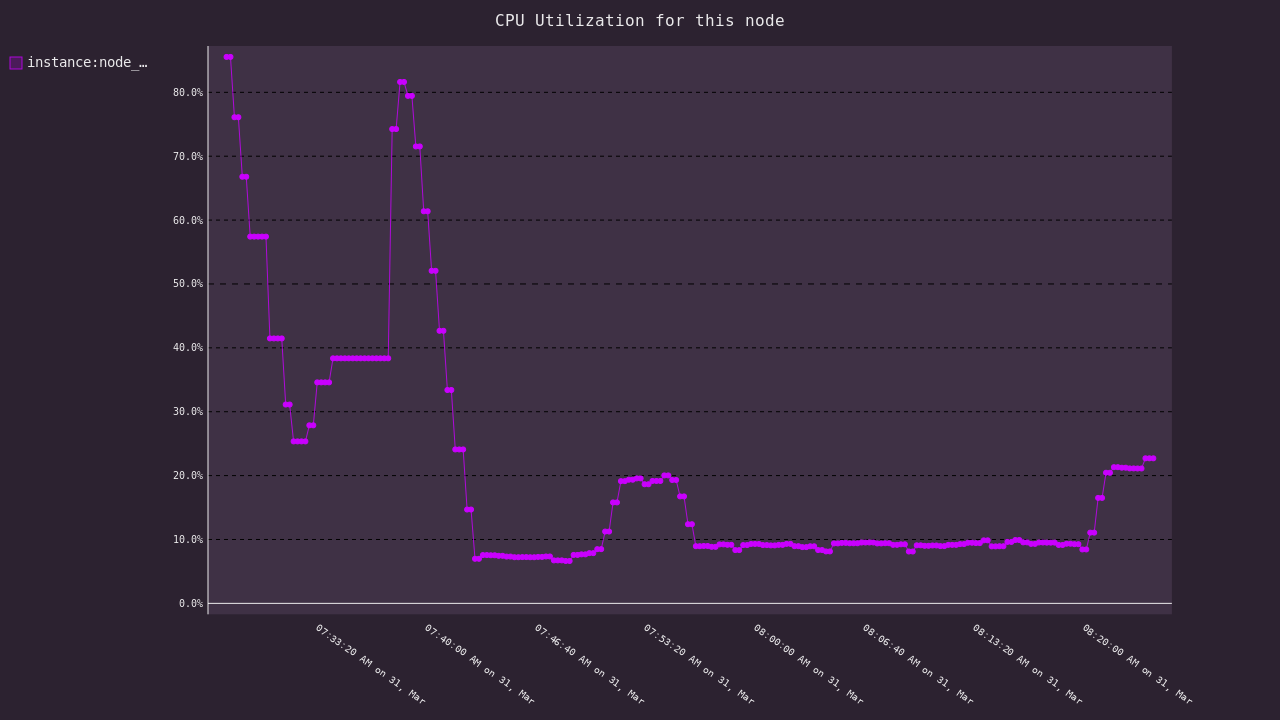 CPU Utilization for this node
instance:node_…
80.0%
70.0%
60.0%
50.0%
40.0%
30.0%
20.0%
10.0%
0.0%
07:33:20 AM on 31, Mar
07:40:00 AM on 31, Mar
07:46:40 AM on 31, Mar
07:53:20 AM on 31, Mar
08:00:00 AM on 31, Mar
08:06:40 AM on 31, Mar
08:13:20 AM on 31, Mar
08:20:00 AM on 31, Mar